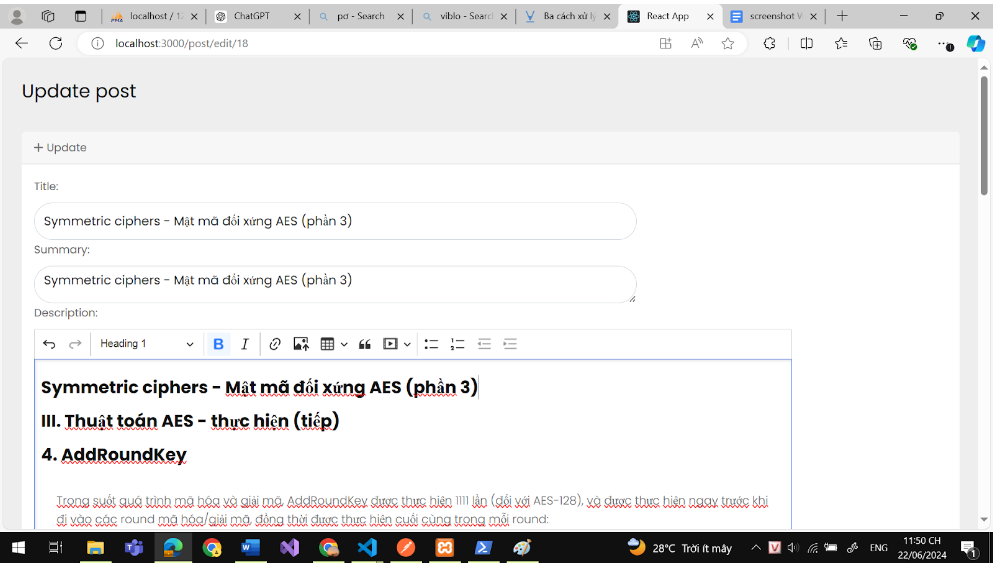 localhost / 12
ChatGPT
pct - Search
viblo - Search
Ba cách xử lý
React App
screenshot W
localhost:3000/post/edit/18
Update post
+ Update
Title:
Symmetric ciphers - Mật mã đối xứng AES (phần 3)
Summary:
Symmetric ciphers - Mật mã đối xứng AES (phần 3)
Description:
Heading 1
B I
Symmetric ciphers - Mật mã đối xứng AES (phần 3)
III. Thuật toán AES - thực hiện (tiếp)
4. AddRoundKey
Trong suốt quá trình mã hóa và giải mã, AddRoundKey được thực hiện 1111 lần (đối với AES-128), và được thực hiện ngay trước khi
đi vào các round mã hóa/giải mã, đồng thời được thực hiện cuối cùng trong mỗi round:
28°C Trời ít mây
ENG
11:50 CH
22/06/2024
1